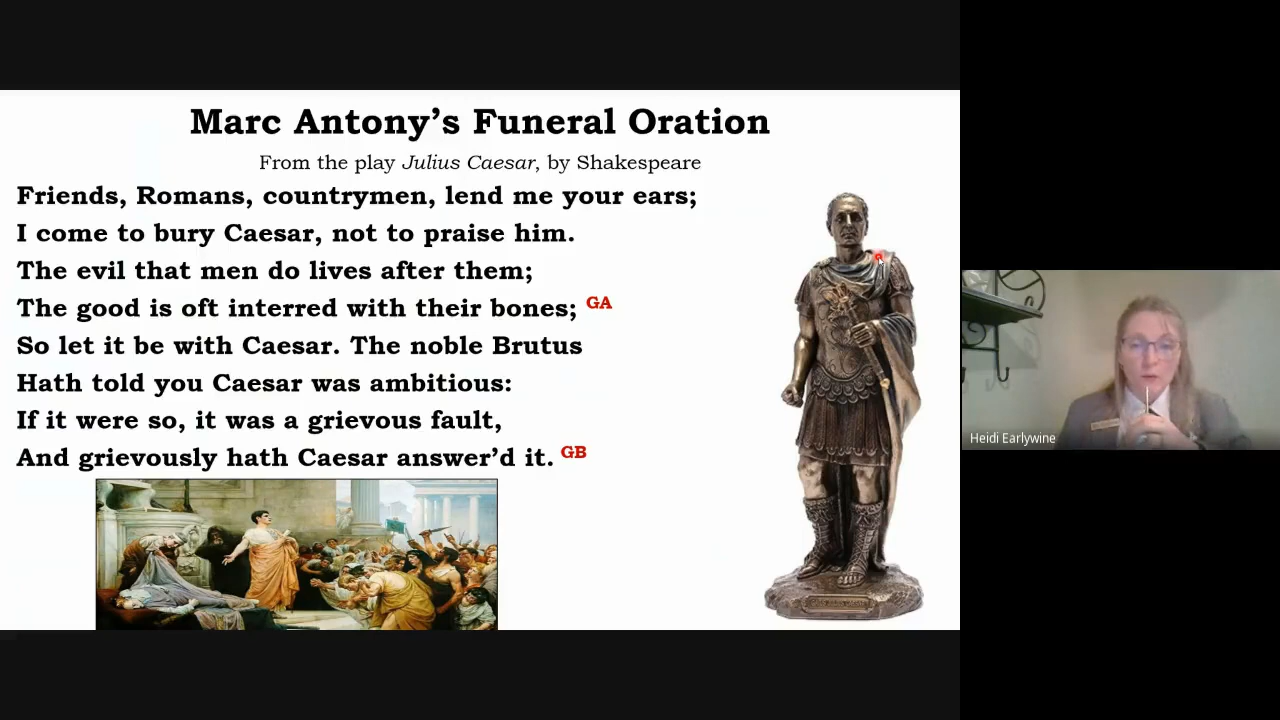 Marc Antony’s Funeral Oration
From the play Julius Caesar, by Shakespeare
Friends, Romans, countrymen, lend me your ears;
I come to bury Caesar, not to praise him.
The evil that men do lives after them;
The good is oft interred with their bones; GA
So let it be with Caesar. The noble Brutus
Hath told you Caesar was ambitious:
If it were so, it was a grievous fault,
And grievously hath Caesar answer’d it. GB
Heidi Earlywine